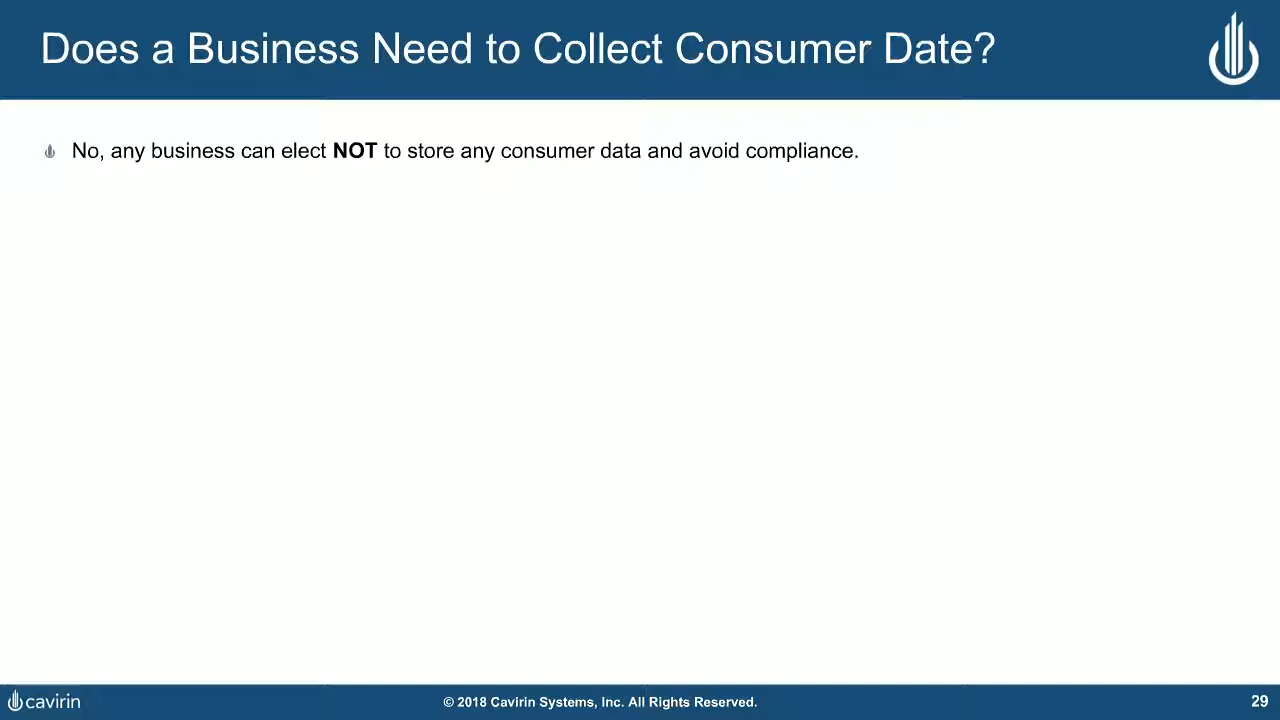 Does a Business Need to Collect Consumer Date?
No, any business can elect NOT to store any consumer data and avoid compliance.
cavirin
© 2018 Cavirin Systems, Inc. All Rights Reserved.
29